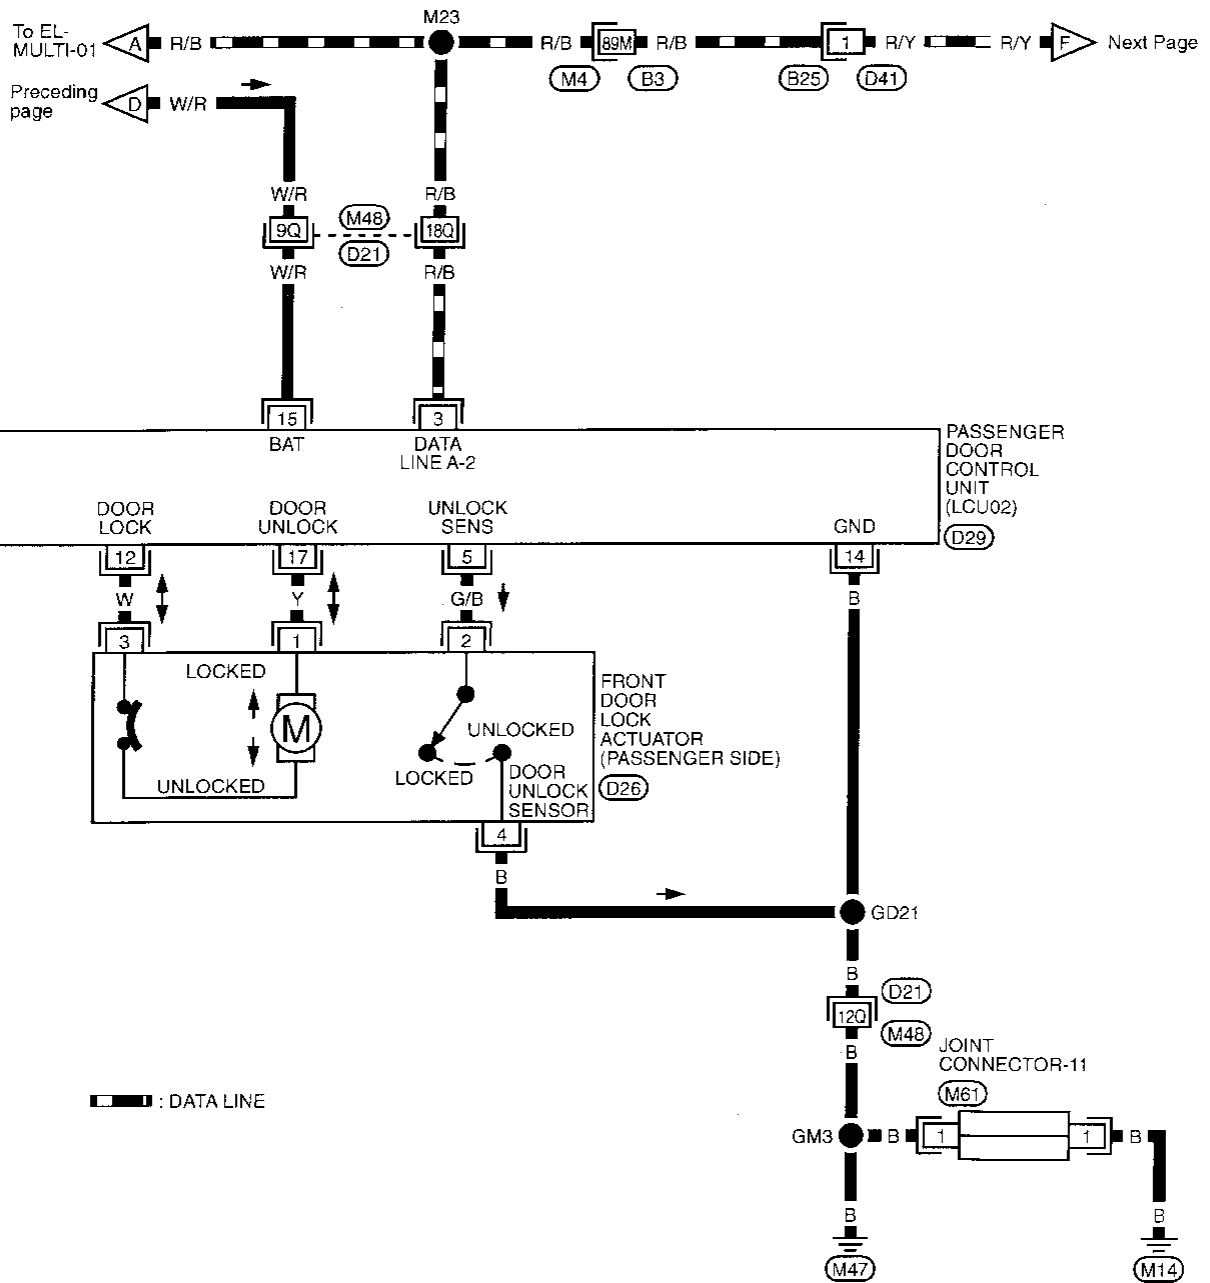 M23
To EL-
MULTI-01
A
R/B
R/B
89M
R/B
1
R/Y
R/Y
F
Next Page
M4
B3
B25
D41
Preceding
page
D
W/R
W/R
R/B
9Q
M48
D21
18Q
W/R
R/B
15
3
BAT
DATA
LINE A-2
PASSENGER
DOOR
CONTROL
UNIT
(LCU02)
D29
DOOR
LOCK
DOOR
UNLOCK
UNLOCK
SENS
GND
12
17
5
14
W
Y
G/B
B
3
1
2
LOCKED
M
UNLOCKED
UNLOCKED
LOCKED
DOOR
UNLOCK
SENSOR
FRONT
DOOR
LOCK
ACTUATOR
(PASSENGER SIDE)
D26
4
B
GD21
B
D21
12Q
M48
B
JOINT
CONNECTOR-11
M61
: DATA LINE
GM3
B
1
1
B
B
B
M47
M14